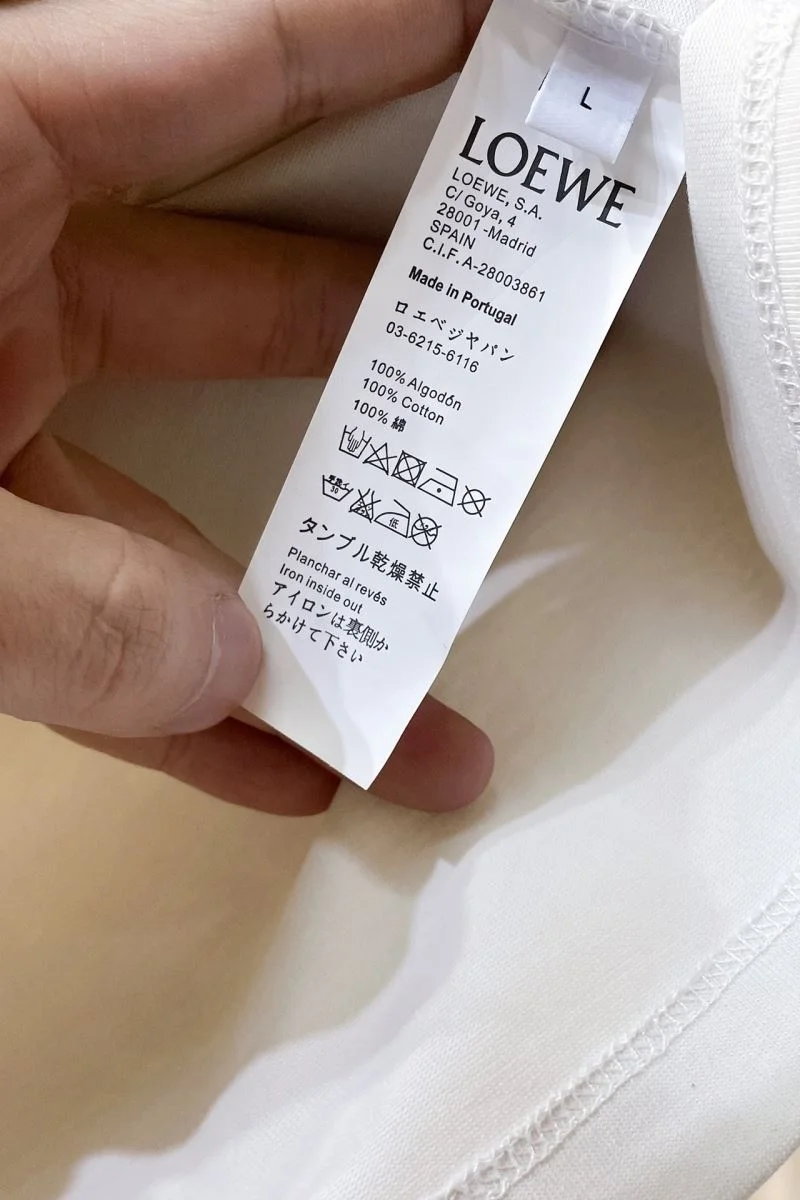 L
LOEWE
LOEWE, S.A.
C/ Goya, 4
28001 -Madrid
SPAIN
C.I.F. A-28003861
Made in Portugal
ロエベジヤパン
03-6215-6116
100% Algodón
100% Cotton
100% 綿
30 低
タンブル乾燥禁止
Planchar al revés
Iron inside out
アイロンは裏側か
らかけて下さい